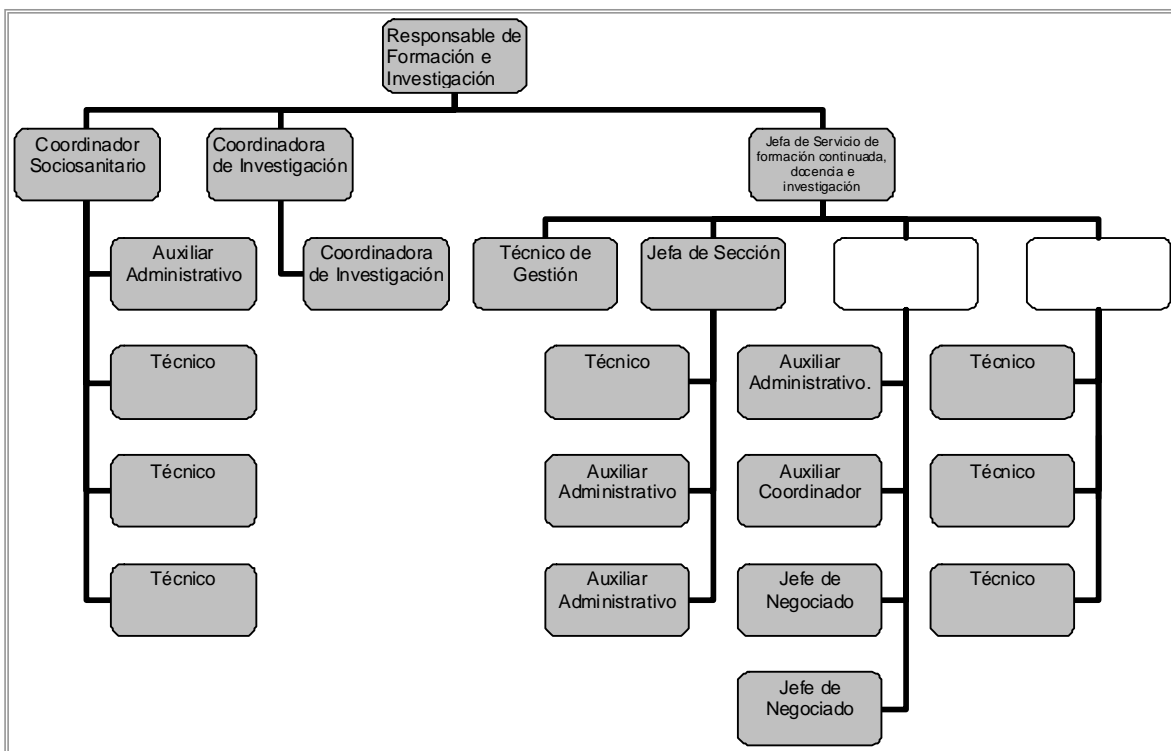 Responsable de
Formación e
Investigación
Coordinador
Sociosanitario
Coordinadora
de Investigación
Jefa de Servicio de
formación continuada,
docencia e
investigación
Auxiliar
Administrativo
Coordinadora
de Investigación
Técnico de
Gestión
Jefa de Sección
Técnico
Técnico
Auxiliar
Administrativo.
Técnico
Técnico
Auxiliar
Administrativo
Auxiliar
Coordinador
Técnico
Técnico
Auxiliar
Administrativo
Jefe de
Negociado
Técnico
Jefe de
Negociado